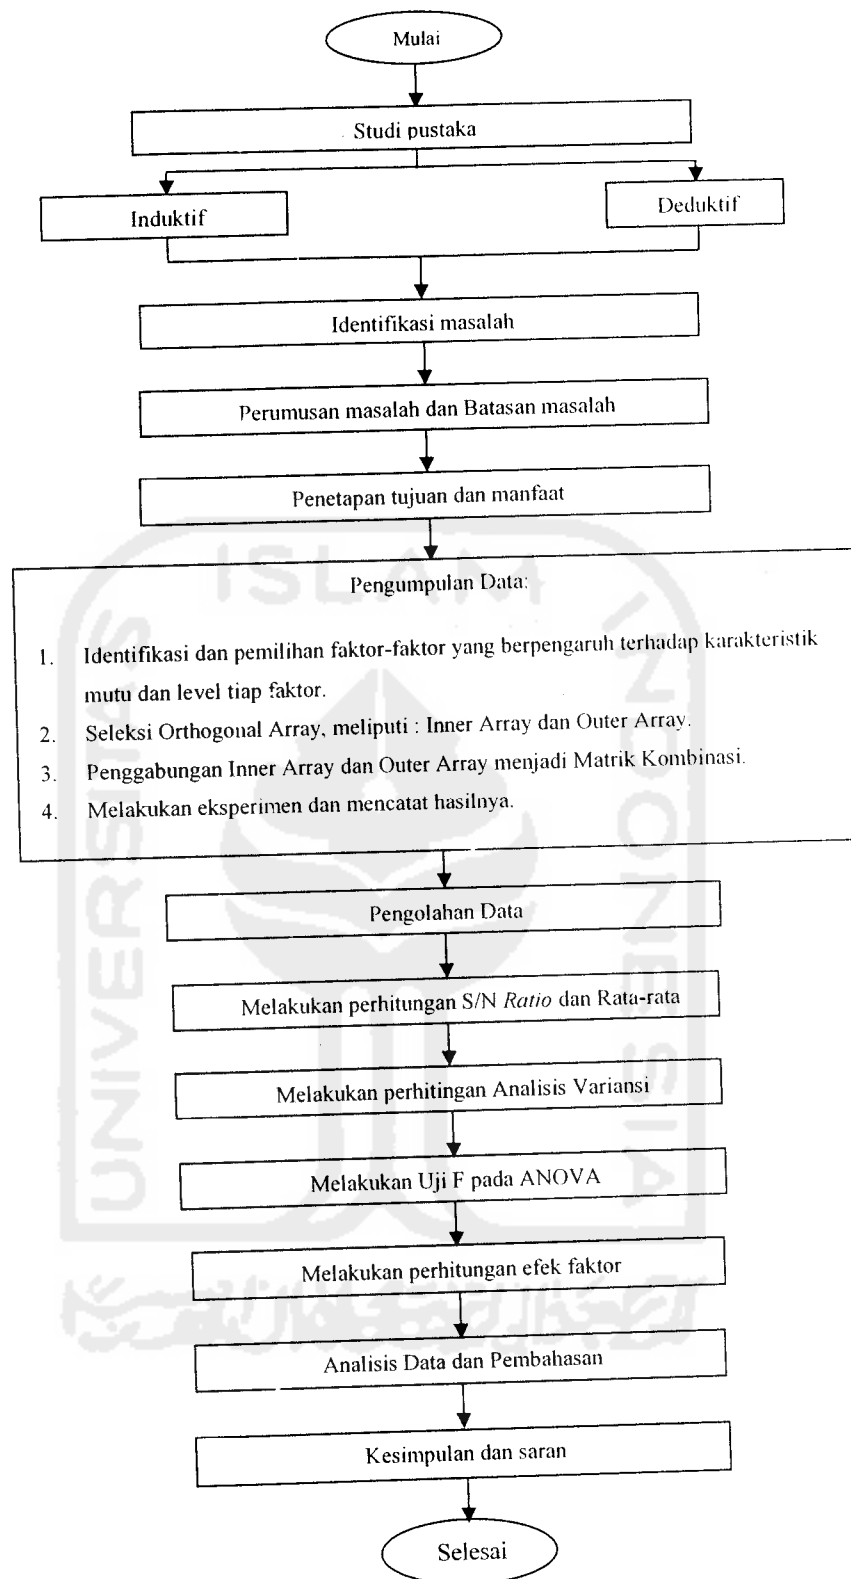 Mulai
Studi pustaka
Induktif
Deduktif
Identifikasi masalah
Perumusan masalah dan Batasan masalah
Penetapan tujuan dan manfaat
Pengumpulan Data:
1. Identifikasi dan pemilihan faktor-faktor yang berpengaruh terhadap karakteristik
mutu dan level tiap faktor.
2. Seleksi Orthogonal Array, meliputi : Inner Array dan Outer Array.
3. Penggabungan Inner Array dan Outer Array menjadi Matrik Kombinasi.
4. Melakukan eksperimen dan mencatat hasilnya.
Pengolahan Data
Melakukan perhitungan S/N Ratio dan Rata-rata
Melakukan perhitingan Analisis Variansi
Melakukan Uji F pada ANOVA
Melakukan perhitungan efek faktor
Analisis Data dan Pembahasan
Kesimpulan dan saran
Selesai
UNIVERSITAS
ISLAM
INDONESIA